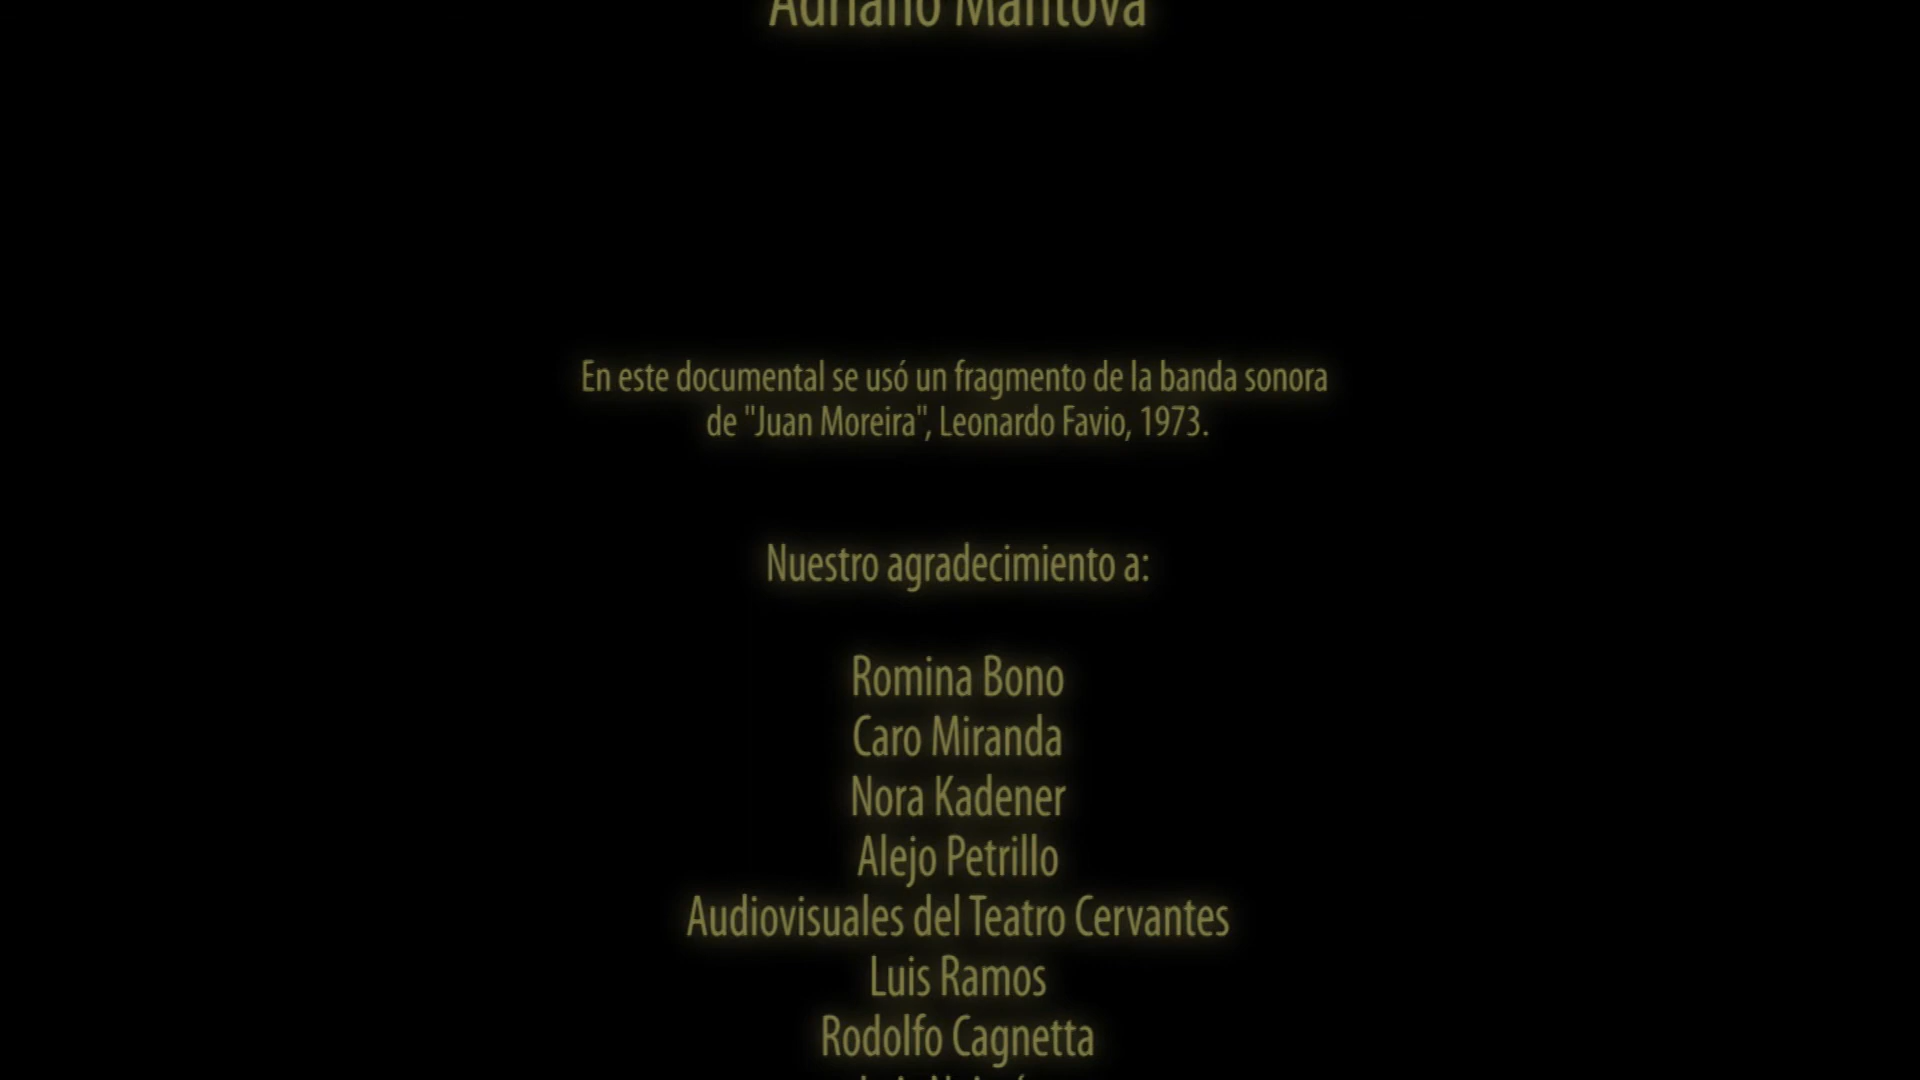 Adriano Mantova
En este documental se usó un fragmento de la banda sonora
de "Juan Moreira", Leonardo Favio, 1973.
Nuestro agradecimiento a:
Romina Bono
Caro Miranda
Nora Kadener
Alejo Petrillo
Audiovisuales del Teatro Cervantes
Luis Ramos
Rodolfo Cagnetta